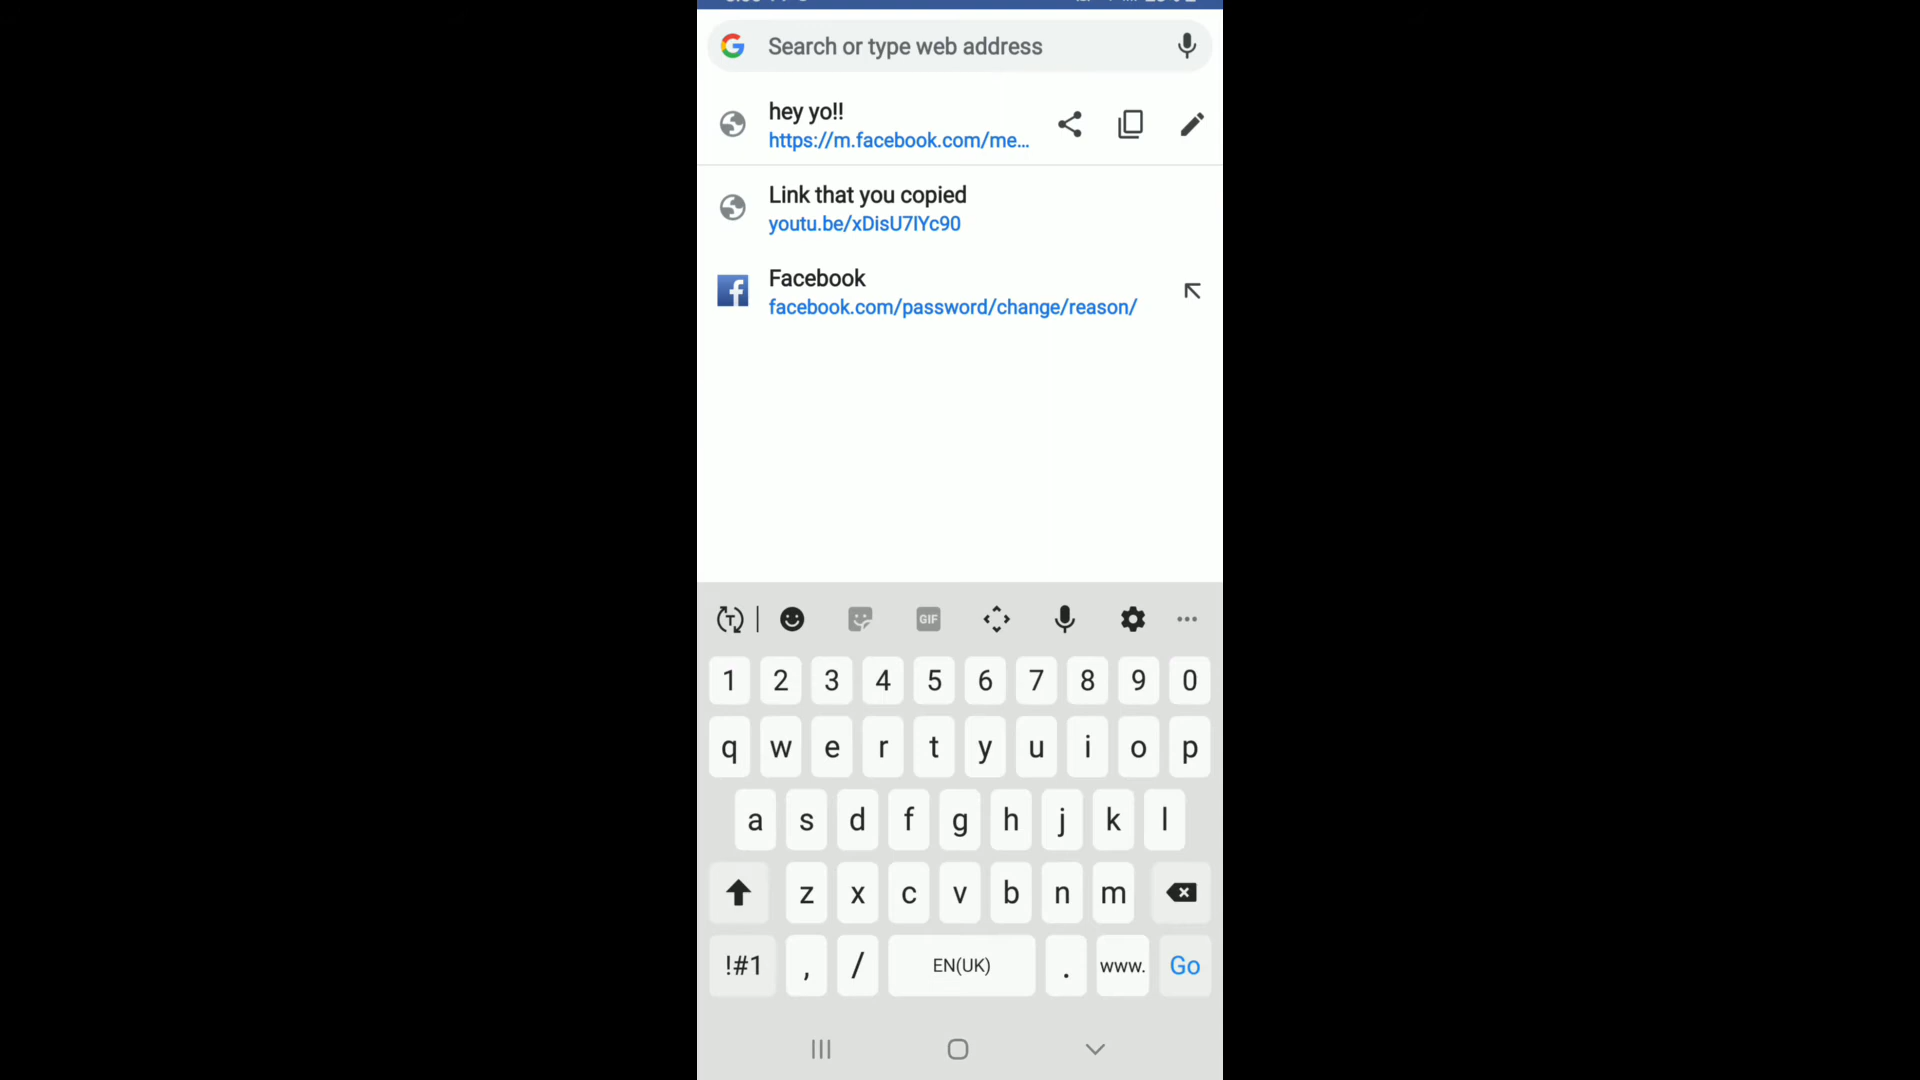 Search or type web address
hey yo!!
https://m.facebook.com/me...
Link that you copied
youtu.be/xDisU7lYc90
Facebook
facebook.com/password/change/reason/
T GIF
1 2 3 4 5 6 7 8 9 0
q w e r t y u i o p
a s d f g h j k l
z x c v b n m
!#1 , / EN(UK) . www. Go